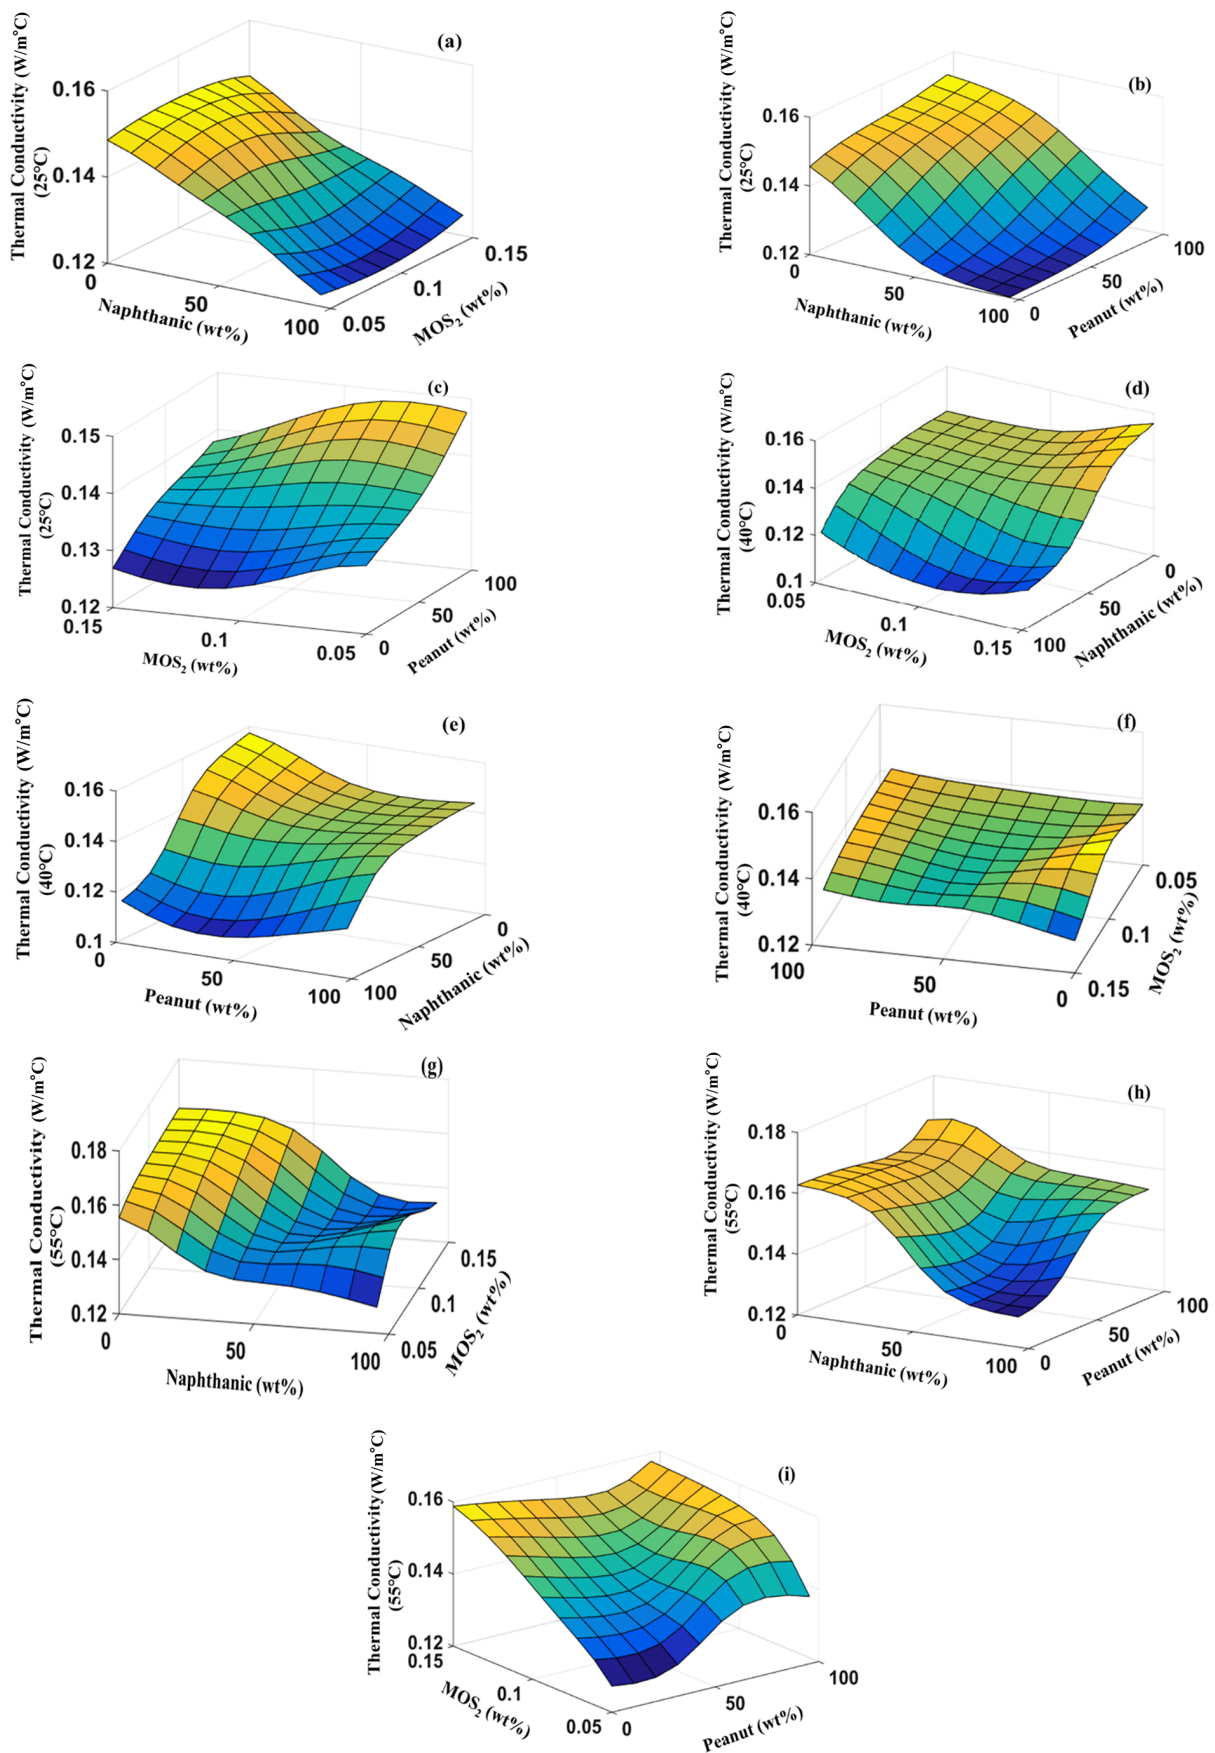 (a)
Thermal Conductivity (W/m°C)
(25°C)
0.16
0.14
0.12
0
50
100
Naphthanic (wt%)
0.05
0.1
0.15
MOS₂ (wt%)
(b)
Thermal Conductivity (W/m°C)
(25°C)
0.16
0.14
0.12
0
50
100
Naphthanic (wt%)
0
50
100
Peanut (wt%)
(c)
Thermal Conductivity (W/m°C)
(25°C)
0.15
0.14
0.13
0.12
0.15
0.1
0.05
MOS₂ (wt%)
0
50
100
Peanut (wt%)
(d)
Thermal Conductivity (W/m°C)
(40°C)
0.16
0.14
0.12
0.1
0.05
0.1
0.15
MOS₂ (wt%)
100
50
0
Naphthanic (wt%)
(e)
Thermal Conductivity (W/m°C)
(40°C)
0.16
0.14
0.12
0.1
0
50
100
Peanut (wt%)
100
50
0
Naphthanic (wt%)
(f)
Thermal Conductivity (W/m°C)
(40°C)
0.16
0.14
0.12
100
50
0
Peanut (wt%)
0.15
0.1
0.05
MOS₂ (wt%)
(g)
Thermal Conductivity (W/m°C)
(55°C)
0.18
0.16
0.14
0.12
0
50
100
Naphthanic (wt%)
0.05
0.1
0.15
MOS₂ (wt%)
(h)
Thermal Conductivity (W/m°C)
(55°C)
0.18
0.16
0.14
0.12
0
50
100
Naphthanic (wt%)
0
50
100
Peanut (wt%)
(i)
Thermal Conductivity (W/m°C)
(55°C)
0.16
0.14
0.12
0.15
0.1
0.05
MOS₂ (wt%)
0
50
100
Peanut (wt%)